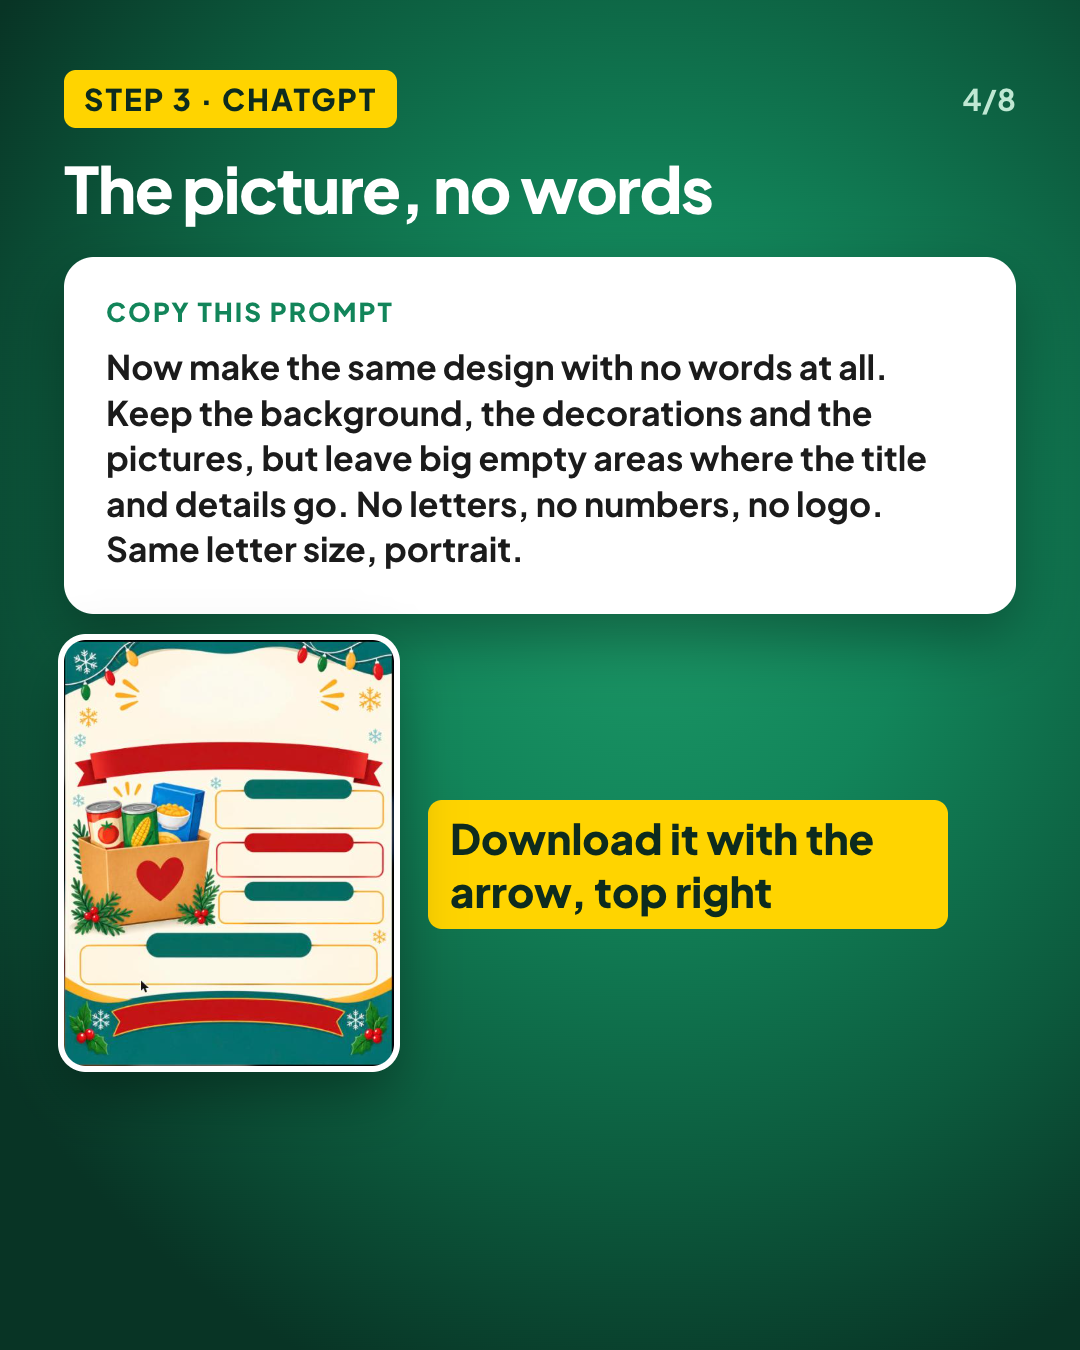 STEP 3 · CHATGPT
4/8
The picture, no words
COPY THIS PROMPT
Now make the same design with no words at all.
Keep the background, the decorations and the
pictures, but leave big empty areas where the title
and details go. No letters, no numbers, no logo.
Same letter size, portrait.
Download it with the
arrow, top right